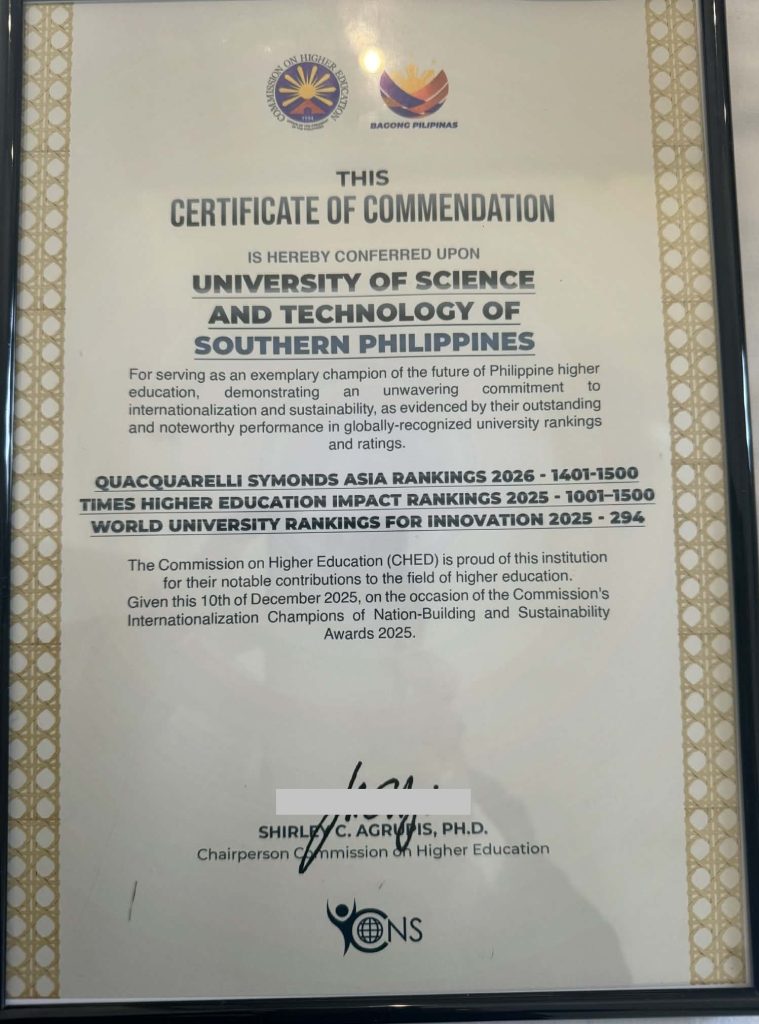 COMMISSION ON HIGHER EDUCATION
1994
BAGONG PILIPINAS
THIS
CERTIFICATE OF COMMENDATION
IS HEREBY CONFERRED UPON
UNIVERSITY OF SCIENCE
AND TECHNOLOGY OF
SOUTHERN PHILIPPINES
For serving as an exemplary champion of the future of Philippine higher
education, demonstrating an unwavering commitment to
internationalization and sustainability, as evidenced by their outstanding
and noteworthy performance in globally-recognized university rankings
and ratings.
QUACQUARELLI SYMONDS ASIA RANKINGS 2026 - 1401-1500
TIMES HIGHER EDUCATION IMPACT RANKINGS 2025 - 1001–1500
WORLD UNIVERSITY RANKINGS FOR INNOVATION 2025 - 294
The Commission on Higher Education (CHED) is proud of this institution
for their notable contributions to the field of higher education.
Given this 10th of December 2025, on the occasion of the Commission's
Internationalization Champions of Nation-Building and Sustainability
Awards 2025.
SHIRLEY C. AGRUPIS, PH.D.
Chairperson Commission on Higher Education
ICNS